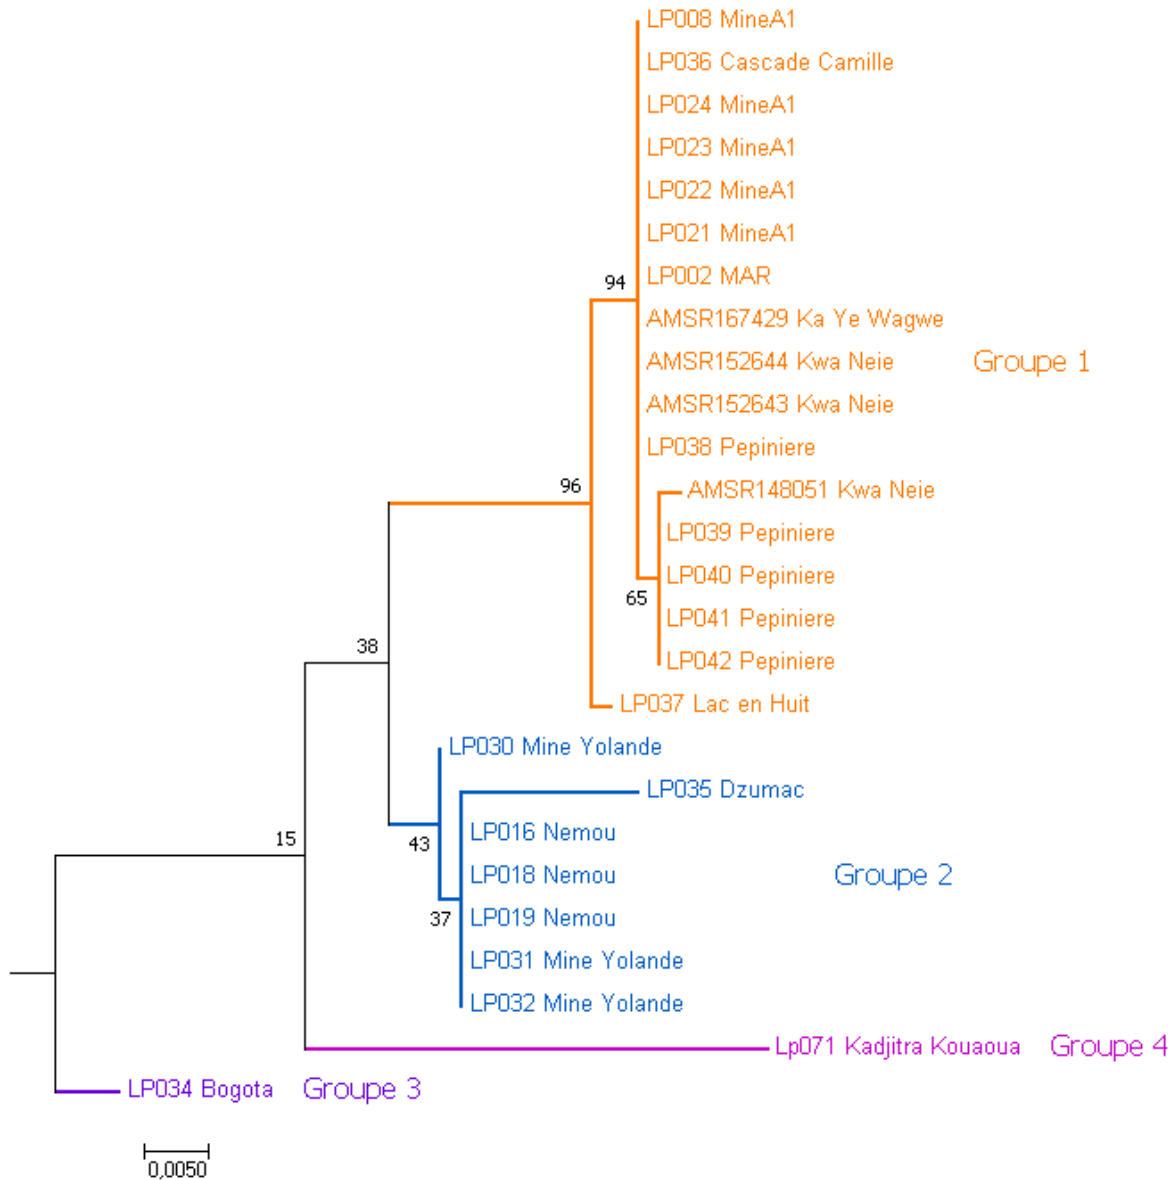 LP008 MineA1
LP036 Cascade Camille
LP024 MineA1
LP023 MineA1
LP022 MineA1
LP021 MineA1
LP002 MAR
94
AMSR167429 Ka Ye Wagwe
AMSR152644 Kwa Neie
Groupe 1
AMSR152643 Kwa Neie
LP038 Pepiniere
96
AMSR148051 Kwa Neie
LP039 Pepiniere
LP040 Pepiniere
65
LP041 Pepiniere
LP042 Pepiniere
38
LP037 Lac en Huit
LP030 Mine Yolande
LP035 Dzumac
LP016 Nemou
15
43
LP018 Nemou
Groupe 2
LP019 Nemou
37
LP031 Mine Yolande
LP032 Mine Yolande
Lp071 Kadjitra Kouaoua
Groupe 4
LP034 Bogota
Groupe 3
0,0050